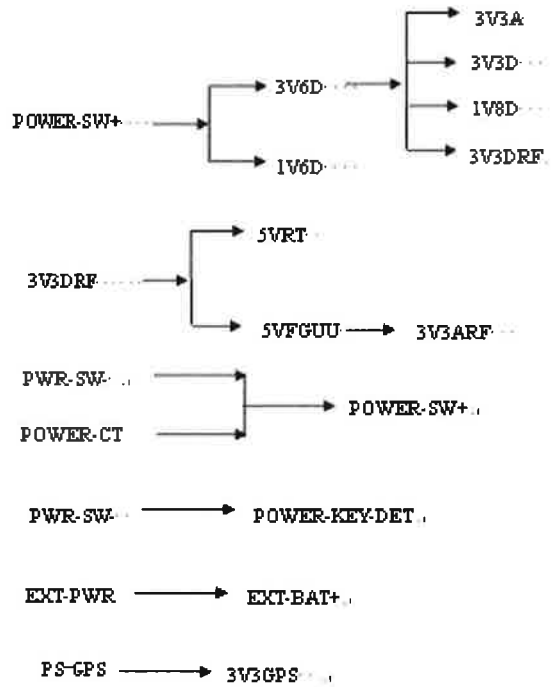 3V3A
3V6D 3V3D
POWER-SW+ 1V8D
1V6D 3V3DRF
5VRT
3V3DRF
5VFGUU 3V3ARF
PWR-SW-
POWER-SW+
POWER-CT
PWR-SW- POWER-KEY-DET
EXT-PWR EXT-BAT+
PS-GPS 3V3GPS